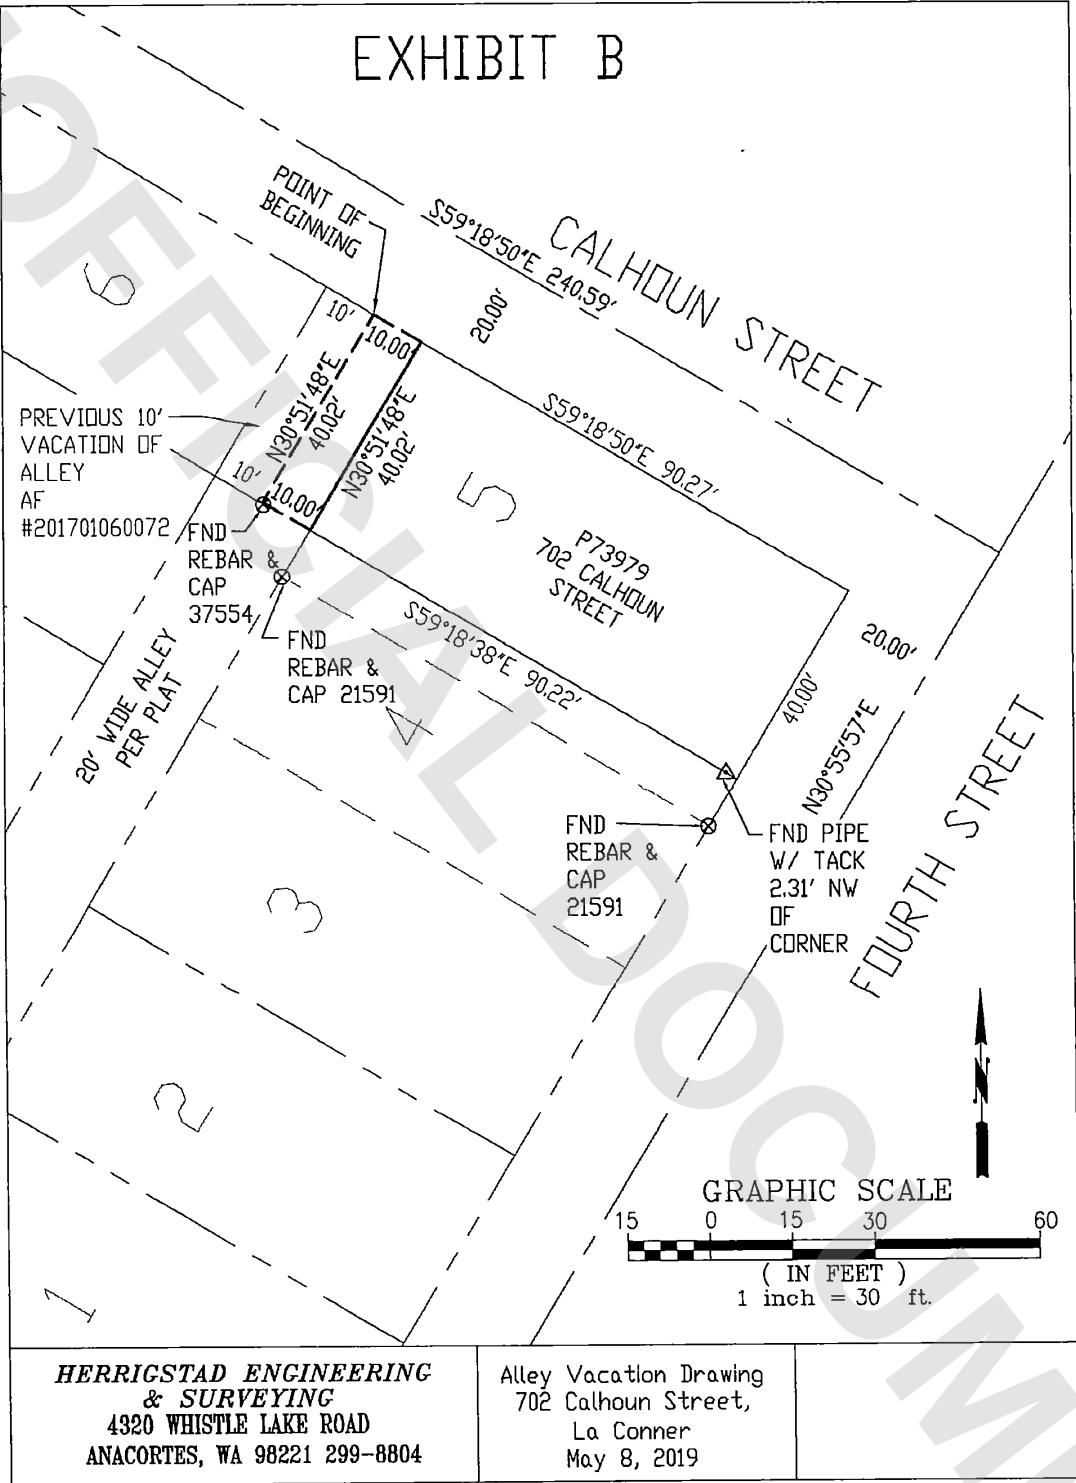 EXHIBIT B
POINT OF
BEGINNING
S59°18'50"E 240.59'
CALHOUN STREET
6
10'
10.00'
20.00'
N30°51'48"E
40.02'
N30°51'48"E
40.02'
S59°18'50"E 90.27'
PREVIOUS 10'
VACATION OF
ALLEY
AF
#201701060072
10'
10.00'
5
P73979
702 CALHOUN
STREET
FND
REBAR &
CAP
37554
FND
REBAR &
CAP 21591
S59°18'38"E 90.22'
20.00'
40.00'
N30°55'57"E
20' WIDE ALLEY
PER PLAT
4
FOURTH STREET
FND
REBAR &
CAP
21591
FND PIPE
W/ TACK
2.31' NW
OF
CORNER
3
2
1
N
GRAPHIC SCALE
15 0 15 30 60
( IN FEET )
1 inch = 30 ft.
HERRIGSTAD ENGINEERING
& SURVEYING
4320 WHISTLE LAKE ROAD
ANACORTES, WA 98221 299-8804
Alley Vacation Drawing
702 Calhoun Street,
La Conner
May 8, 2019
OFFICIAL DOCUM